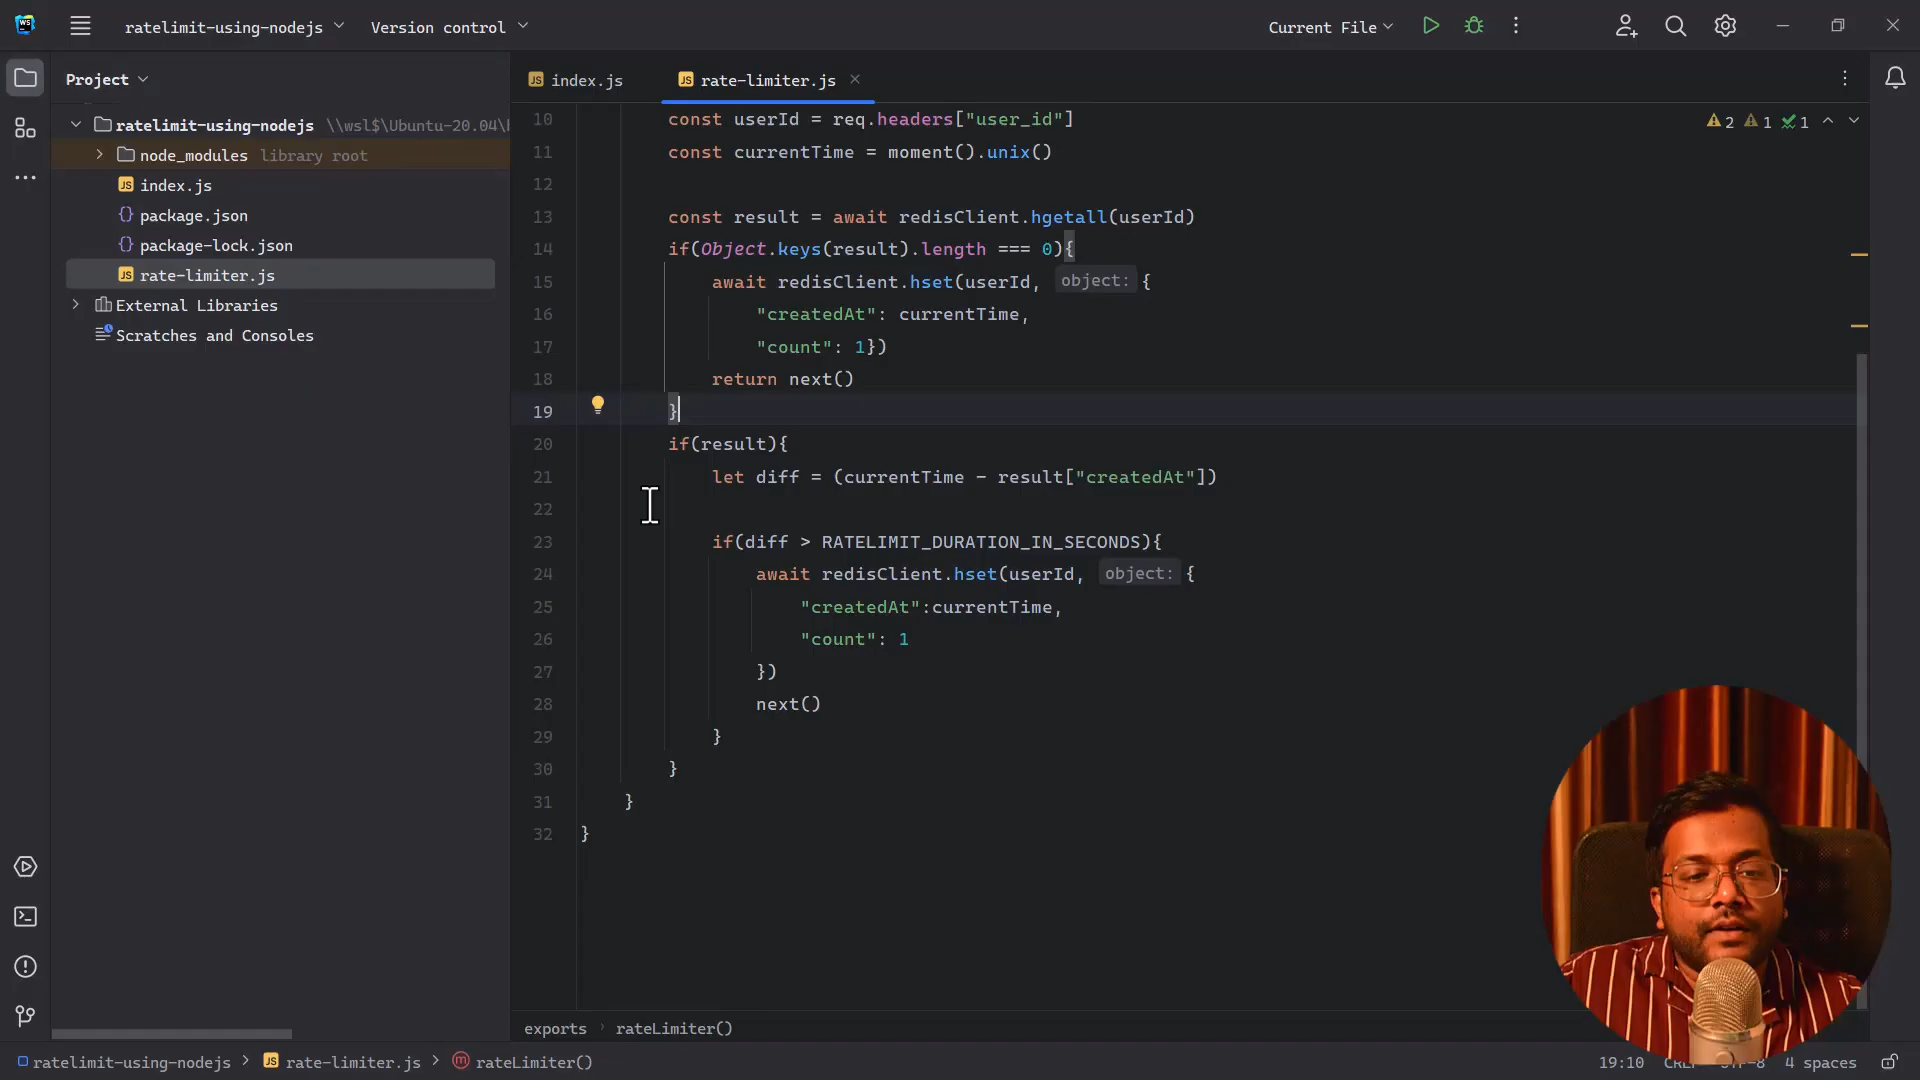 WS
ratelimit-using-nodejs
Version control
Current File
Project
index.js
rate-limiter.js
ratelimit-using-nodejs \\wsl$\Ubuntu-20.04\
node_modules library root
index.js
package.json
package-lock.json
rate-limiter.js
External Libraries
Scratches and Consoles
2 1 1
10 const userId = req.headers["user_id"]
11 const currentTime = moment().unix()
12
13 const result = await redisClient.hgetall(userId)
14 if(Object.keys(result).length === 0){
15 await redisClient.hset(userId, object: {
16 "createdAt": currentTime,
17 "count": 1})
18 return next()
19 }
20 if(result){
21 let diff = (currentTime - result["createdAt"])
22
23 if(diff > RATELIMIT_DURATION_IN_SECONDS){
24 await redisClient.hset(userId, object: {
25 "createdAt":currentTime,
26 "count": 1
27 })
28 next()
29 }
30 }
31 }
32 }
exports › rateLimiter()
ratelimit-using-nodejs > rate-limiter.js > rateLimiter()
19:10 CRLF UTF-8 4 spaces